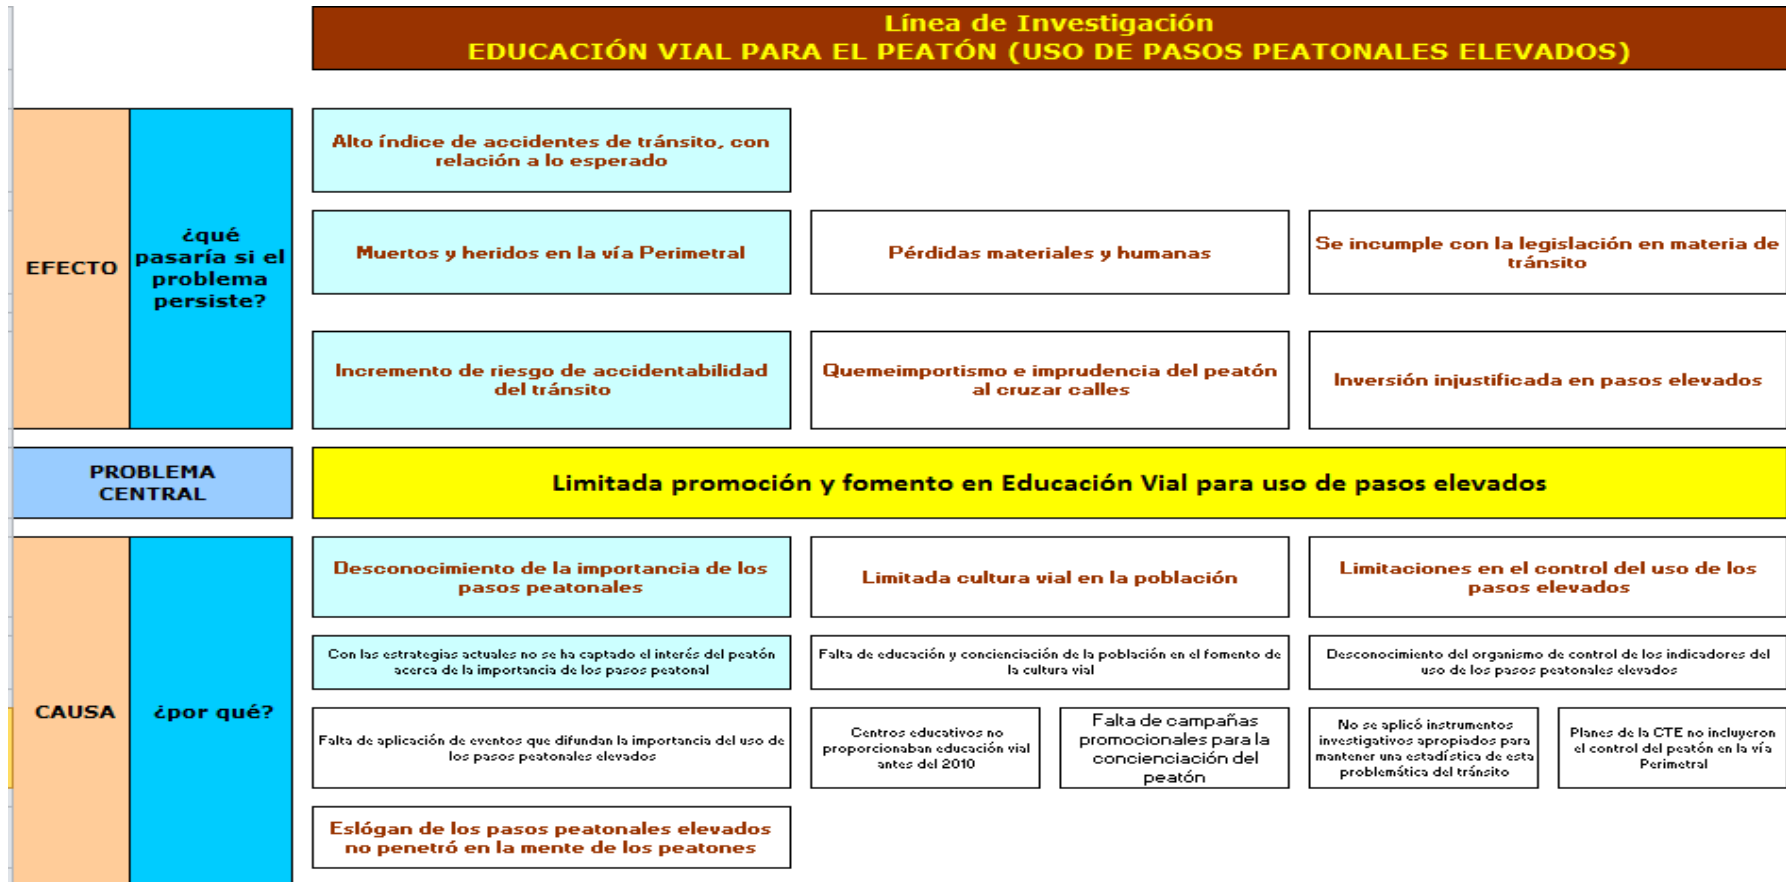 Línea de Investigación
EDUCACIÓN VIAL PARA EL PEATÓN (USO DE PASOS PEATONALES ELEVADOS)
EFECTO
¿qué
pasaría si el
problema
persiste?
Alto índice de accidentes de tránsito, con
relación a lo esperado
Muertos y heridos en la vía Perimetral
Pérdidas materiales y humanas
Se incumple con la legislación en materia de
tránsito
Incremento de riesgo de accidentabilidad
del tránsito
Quemeimportismo e imprudencia del peatón
al cruzar calles
Inversión injustificada en pasos elevados
PROBLEMA
CENTRAL
Limitada promoción y fomento en Educación Vial para uso de pasos elevados
CAUSA
¿por qué?
Desconocimiento de la importancia de los
pasos peatonales
Limitada cultura vial en la población
Limitaciones en el control del uso de los
pasos elevados
Con las estrategias actuales no se ha captado el interés del peatón
acerca de la importancia de los pasos peatonal
Falta de educación y concienciación de la población en el fomento de
la cultura vial
Desconocimiento del organismo de control de los indicadores del
uso de los pasos peatonales elevados
Falta de aplicación de eventos que difundan la importancia del uso de
los pasos peatonales elevados
Centros educativos no
proporcionaban educación vial
antes del 2010
Falta de campañas
promocionales para la
concienciación del
peatón
No se aplicó instrumentos
investigativos apropiados para
mantener una estadística de esta
problemática del tránsito
Planes de la CTE no incluyeron
el control del peatón en la vía
Perimetral
Eslógan de los pasos peatonales elevados
no penetró en la mente de los peatones